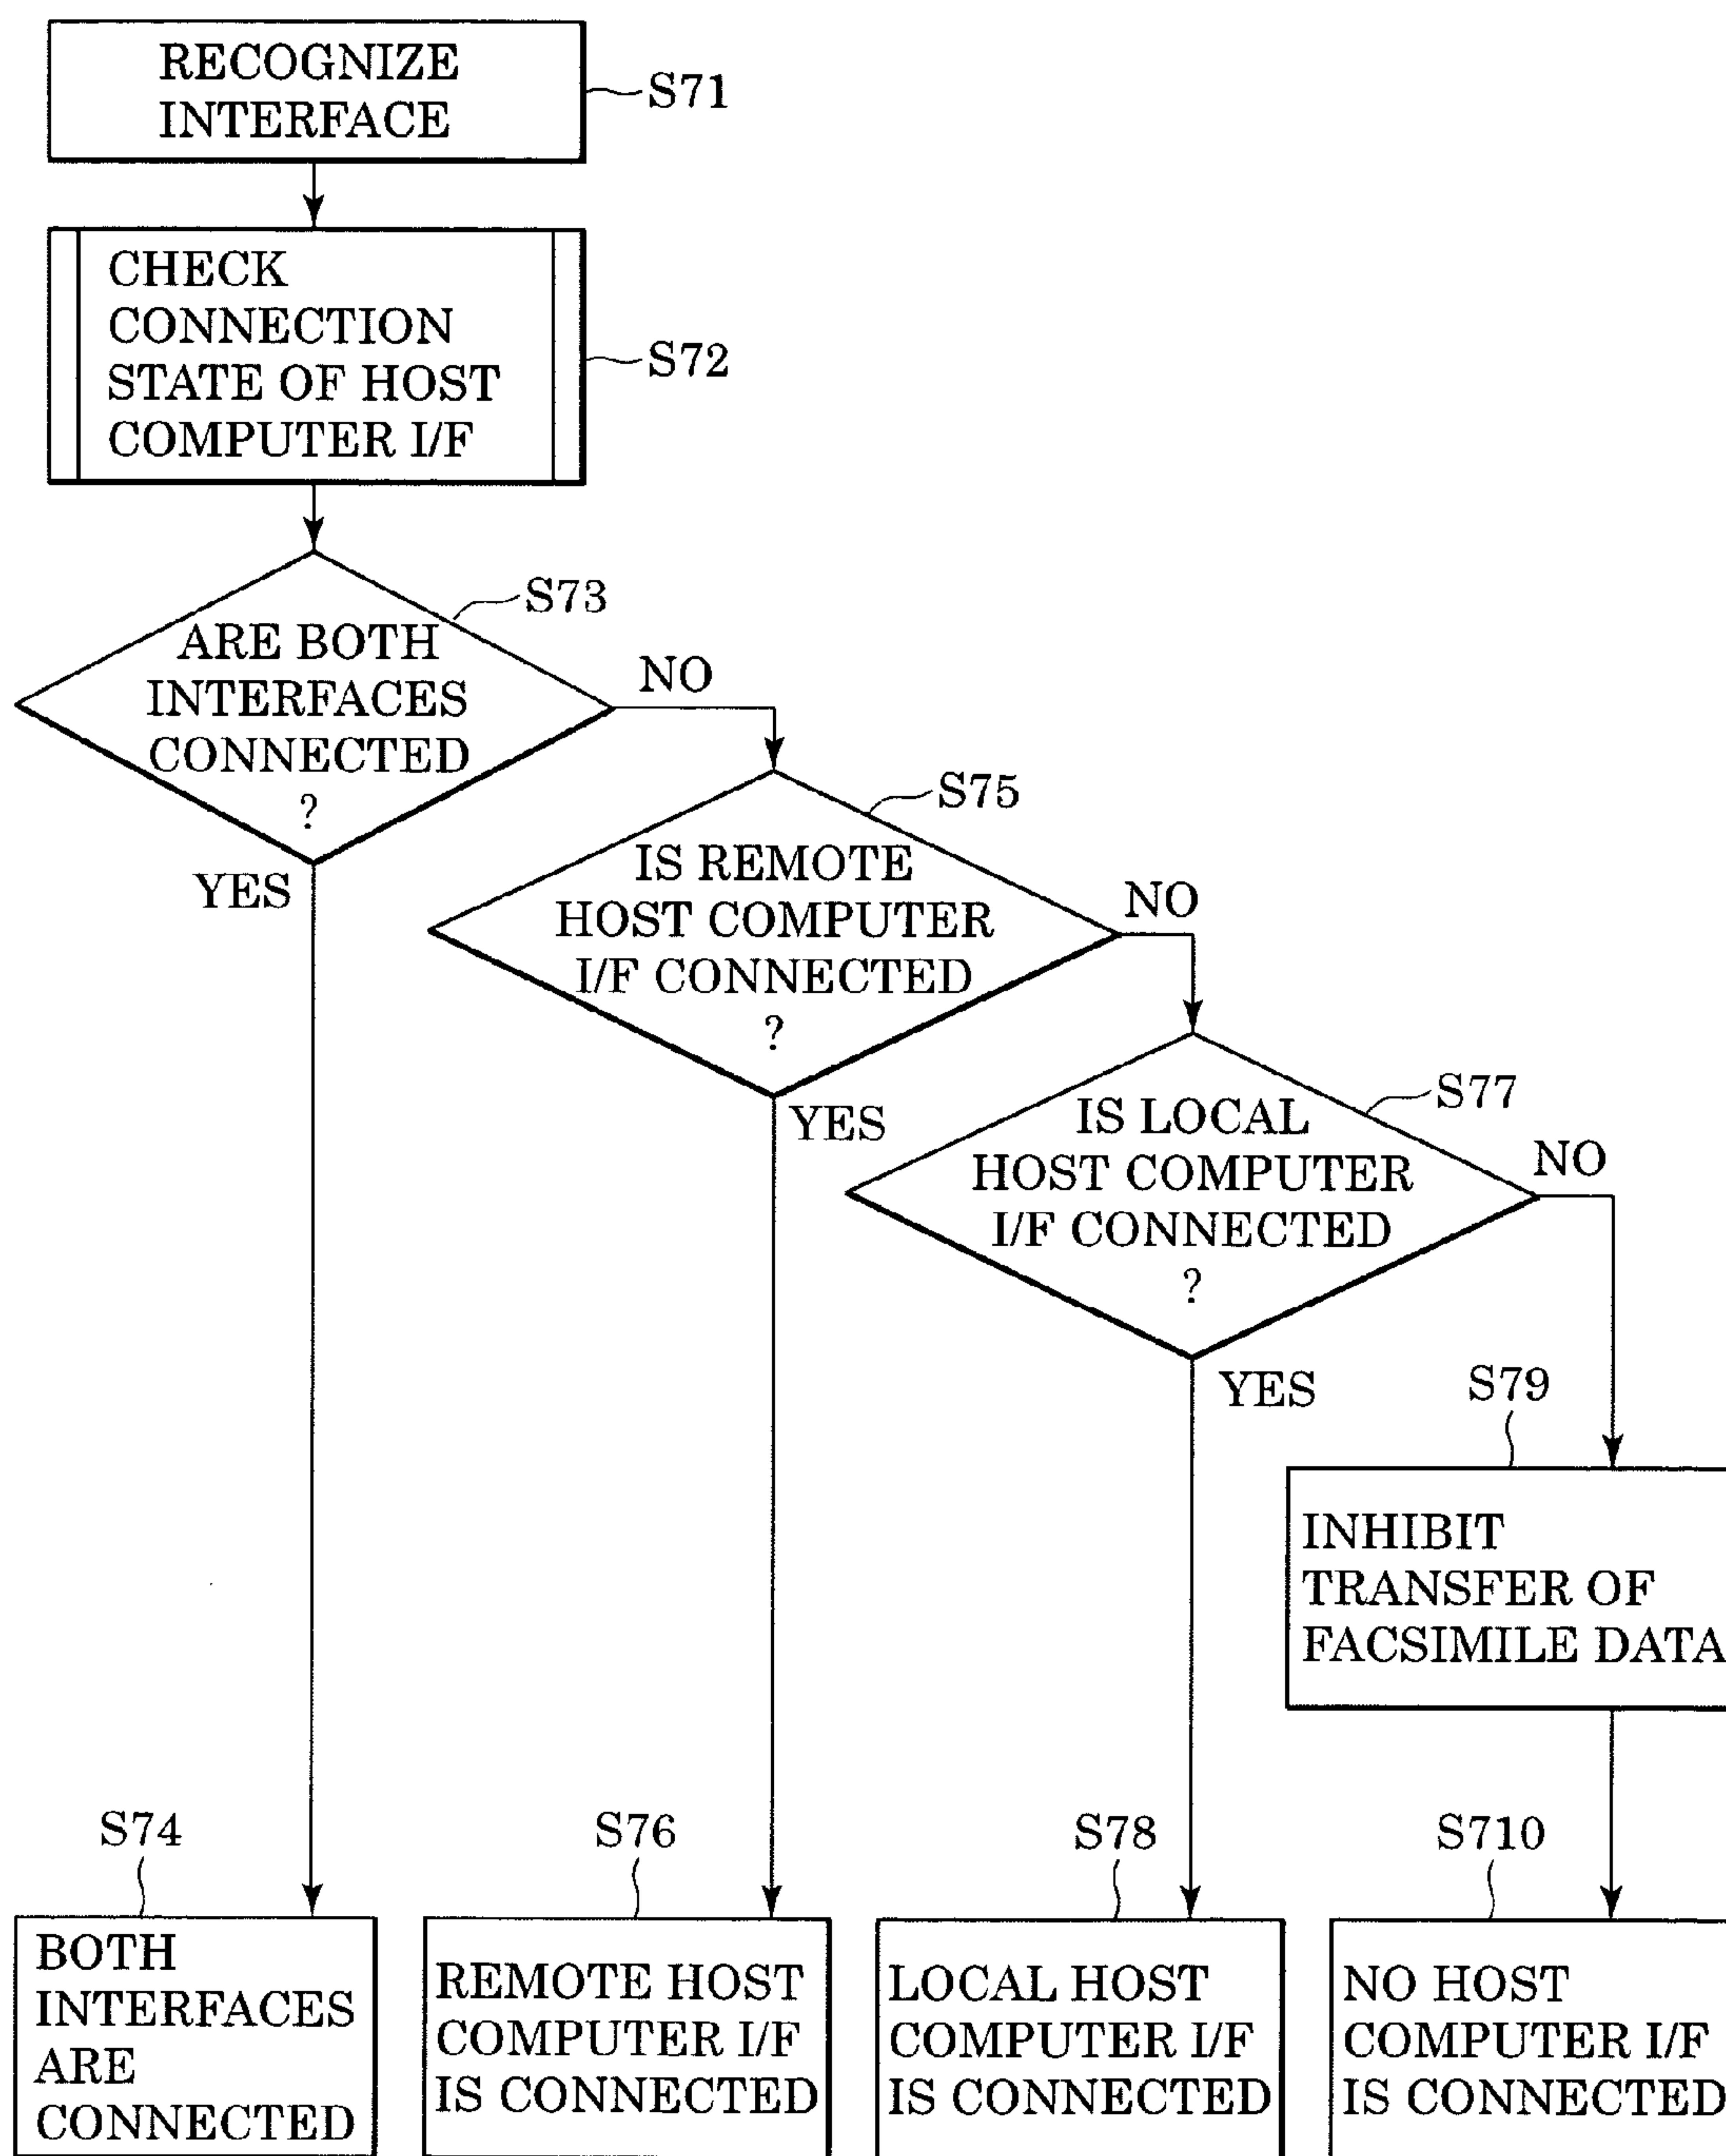 RECOGNIZE
INTERFACE
S71
CHECK
CONNECTION
STATE OF HOST
COMPUTER I/F
S72
S73
ARE BOTH
INTERFACES
CONNECTED
?
NO
YES
S75
IS REMOTE
HOST COMPUTER
I/F CONNECTED
?
NO
YES
S77
IS LOCAL
HOST COMPUTER
I/F CONNECTED
?
NO
YES
S79
INHIBIT
TRANSFER OF
FACSIMILE DATA
S74
BOTH
INTERFACES
ARE
CONNECTED
S76
REMOTE HOST
COMPUTER I/F
IS CONNECTED
S78
LOCAL HOST
COMPUTER I/F
IS CONNECTED
S710
NO HOST
COMPUTER I/F
IS CONNECTED